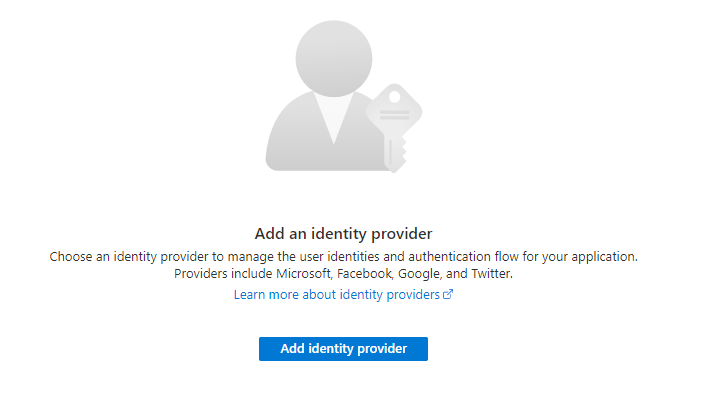 Add an identity provider
Choose an identity provider to manage the user identities and authentication flow for your application.
Providers include Microsoft, Facebook, Google, and Twitter.
Learn more about identity providers
Add identity provider